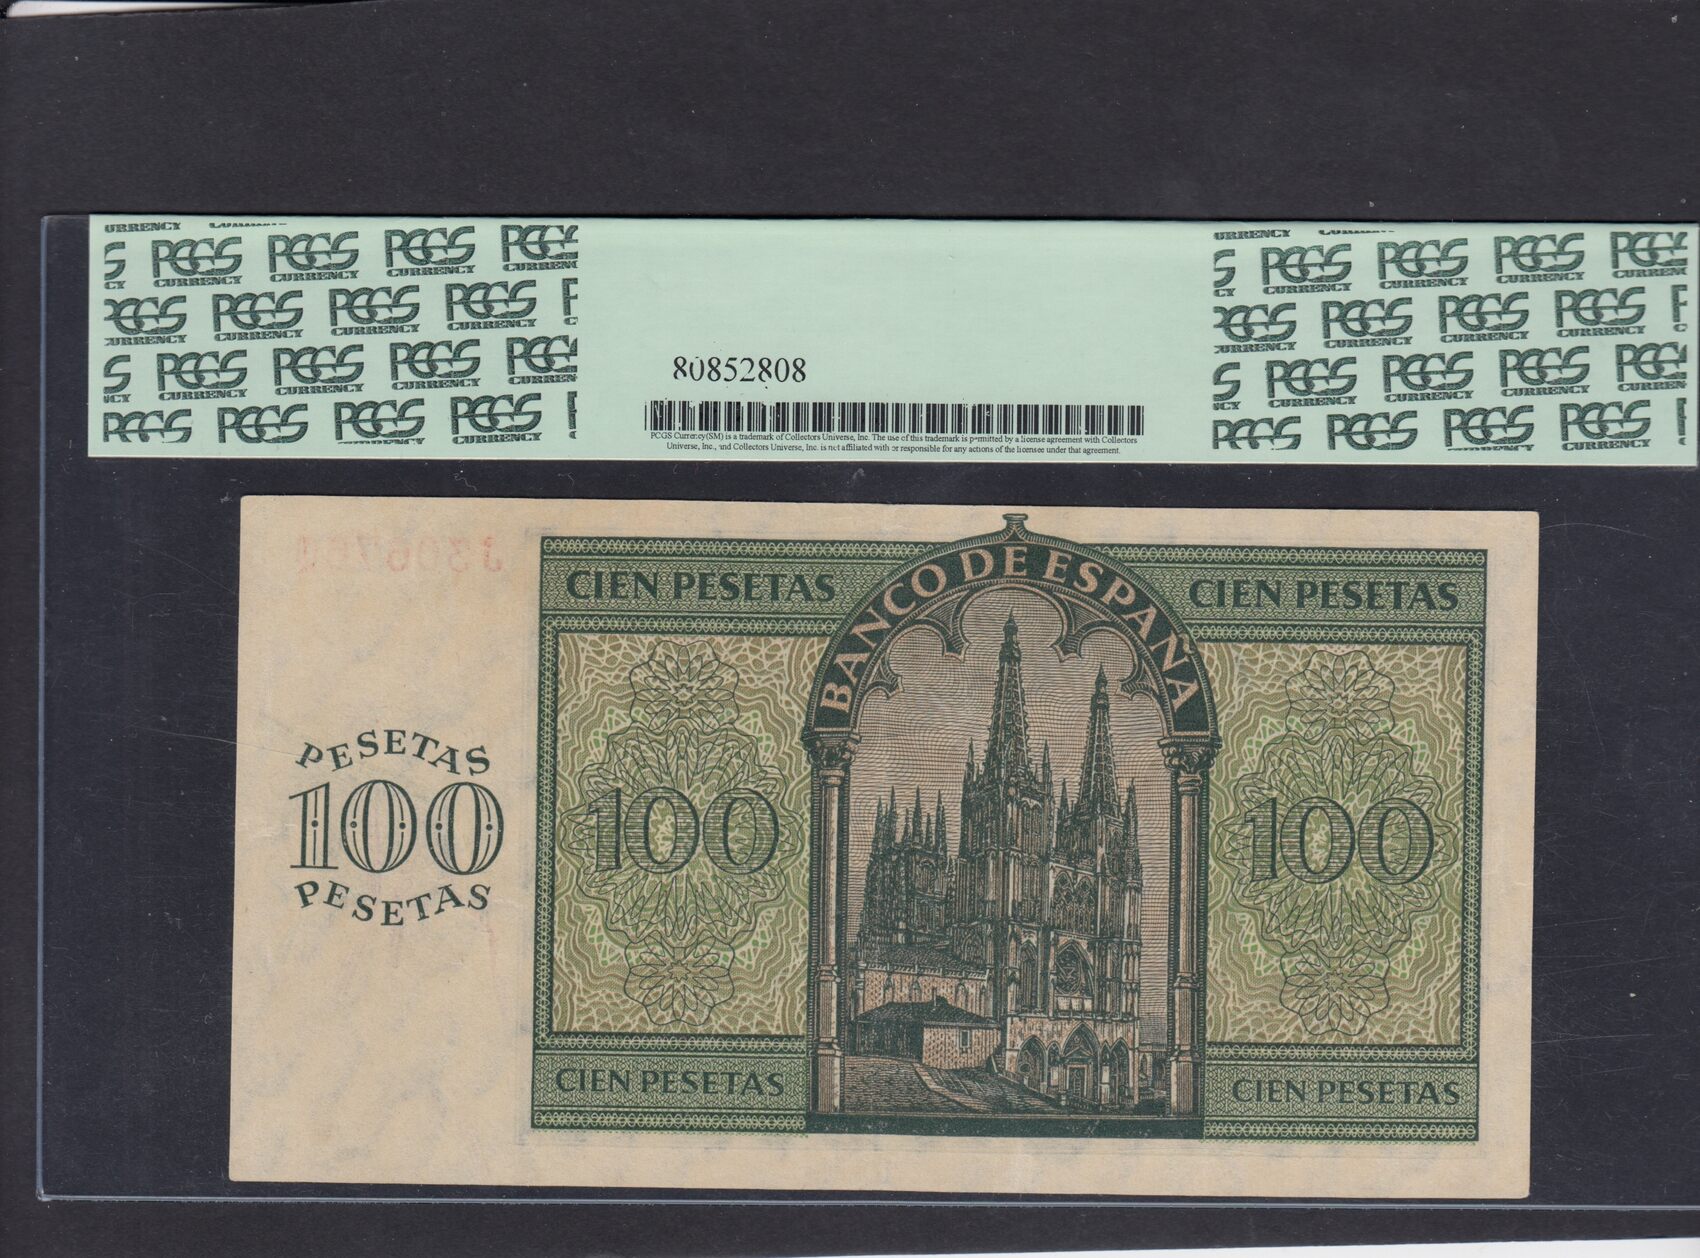 PCGS CURRENCY
80852808
PCGS Currency(SM) is a trademark of Collectors Universe, Inc. The use of this trademark is permitted by a license agreement with Collectors
Universe, Inc., and Collectors Universe, Inc. is not affiliated with or responsible for any actions of the licensee under that agreement.
BANCO DE ESPAÑA
CIEN PESETAS
CIEN PESETAS
PESETAS
100
PESETAS
100
100
CIEN PESETAS
CIEN PESETAS